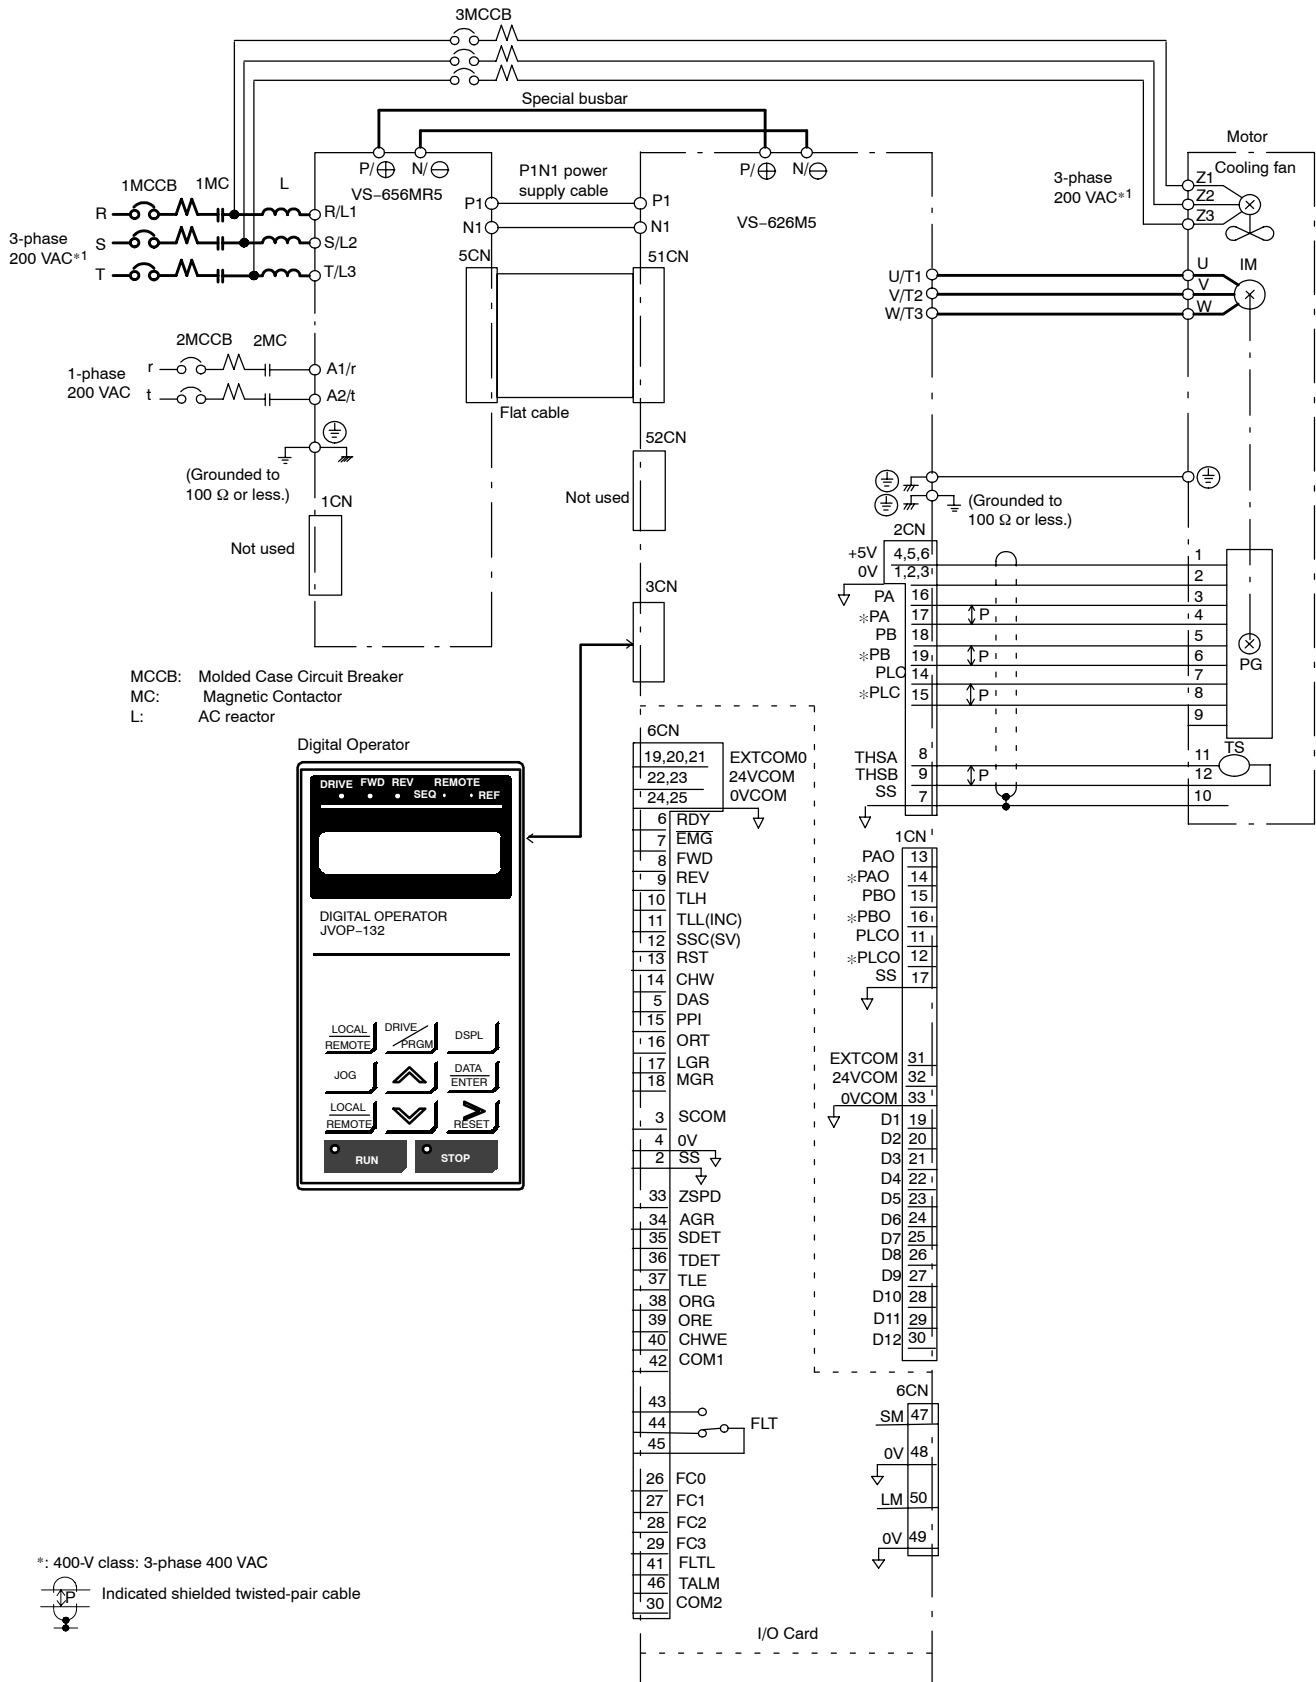 3MCCB
Special busbar
Motor
P/⊕ N/⊖
P/⊕ N/⊖
Cooling fan
1MCCB 1MC L
VS−656MR5
P1N1 power
supply cable
VS−626M5
3-phase
200 VAC*1
Z1
Z2
Z3
R
R/L1
P1
P1
3-phase
200 VAC*1
S
S/L2
N1
N1
T
T/L3
5CN
51CN
U/T1
V/T2
W/T3
U
V
W
IM
2MCCB 2MC
1-phase
200 VAC
r
t
A1/r
A2/t
Flat cable
(Grounded to
100 Ω or less.)
52CN
Not used
1CN
Not used
(Grounded to
100 Ω or less.)
3CN
2CN
+5V 4,5,6 1
0V 1,2,3 2
PA 16 3
*PA 17 P 4
PB 18 5
*PB 19 P 6
PLC 14 7
*PLC 15 P 8
9
PG
THSA 8 11
TS
THSB 9 P 12
SS 7 10
MCCB: Molded Case Circuit Breaker
MC: Magnetic Contactor
L: AC reactor
Digital Operator
DRIVE FWD REV REMOTE
SEQ REF
DIGITAL OPERATOR
JVOP−132
LOCAL
REMOTE
DRIVE
PRGM
DSPL
JOG
DATA
ENTER
LOCAL
REMOTE
RESET
RUN
STOP
6CN
19,20,21 EXTCOM0
22,23 24VCOM
24,25 0VCOM
6 RDY
7 EMG
8 FWD
9 REV
10 TLH
11 TLL(INC)
12 SSC(SV)
13 RST
14 CHW
5 DAS
15 PPI
16 ORT
17 LGR
18 MGR
3 SCOM
4 0V
2 SS
33 ZSPD
34 AGR
35 SDET
36 TDET
37 TLE
38 ORG
39 ORE
40 CHWE
42 COM1
43
44 FLT
45
26 FC0
27 FC1
28 FC2
29 FC3
41 FLTL
46 TALM
30 COM2
1CN
PAO 13
*PAO 14
PBO 15
*PBO 16
PLCO 11
*PLCO 12
SS 17
EXTCOM 31
24VCOM 32
0VCOM 33
D1 19
D2 20
D3 21
D4 22
D5 23
D6 24
D7 25
D8 26
D9 27
D10 28
D11 29
D12 30
6CN
SM 47
0V 48
LM 50
0V 49
I/O Card
*: 400-V class: 3-phase 400 VAC
P Indicated shielded twisted-pair cable